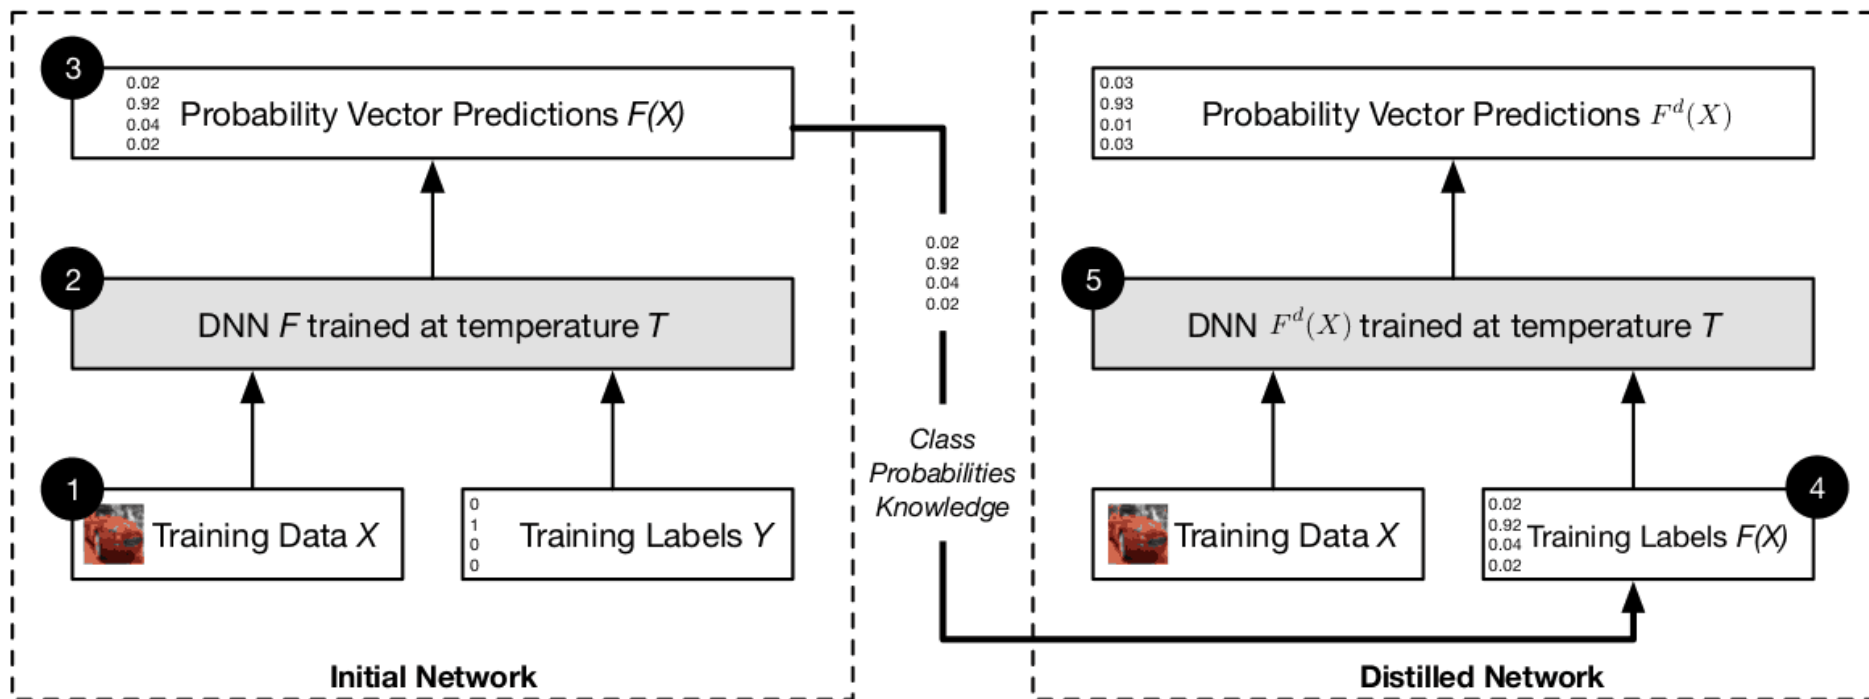 3
0.02
0.92
0.04
0.02
Probability Vector Predictions F(X)
2
DNN F trained at temperature T
1
Training Data X
0
1
0
0
Training Labels Y
Initial Network
0.02
0.92
0.04
0.02
Class
Probabilities
Knowledge
0.03
0.93
0.01
0.03
Probability Vector Predictions F^d(X)
5
DNN F^d(X) trained at temperature T
Training Data X
4
0.02
0.92
0.04
0.02
Training Labels F(X)
Distilled Network